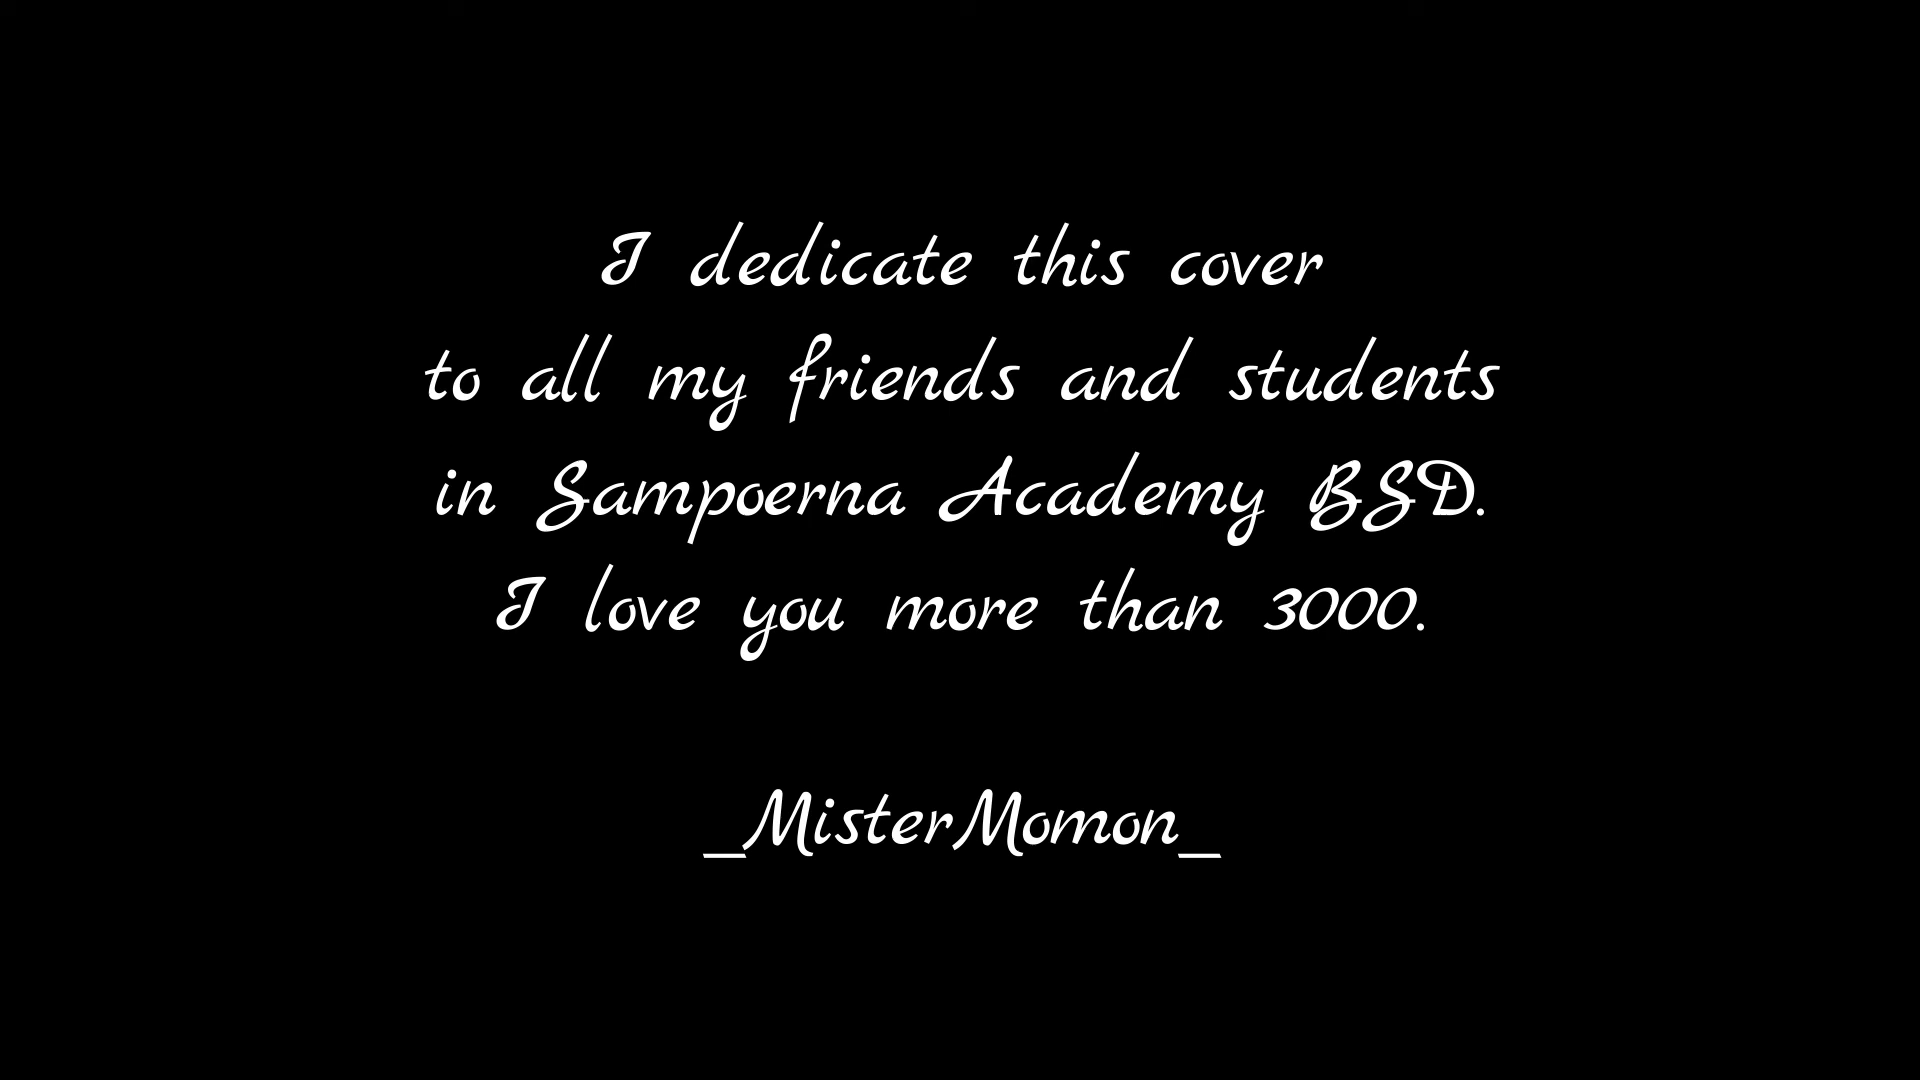 I dedicate this cover
to all my friends and students
in Sampoerna Academy BSD.
I love you more than 3000.
_MisterMomon_